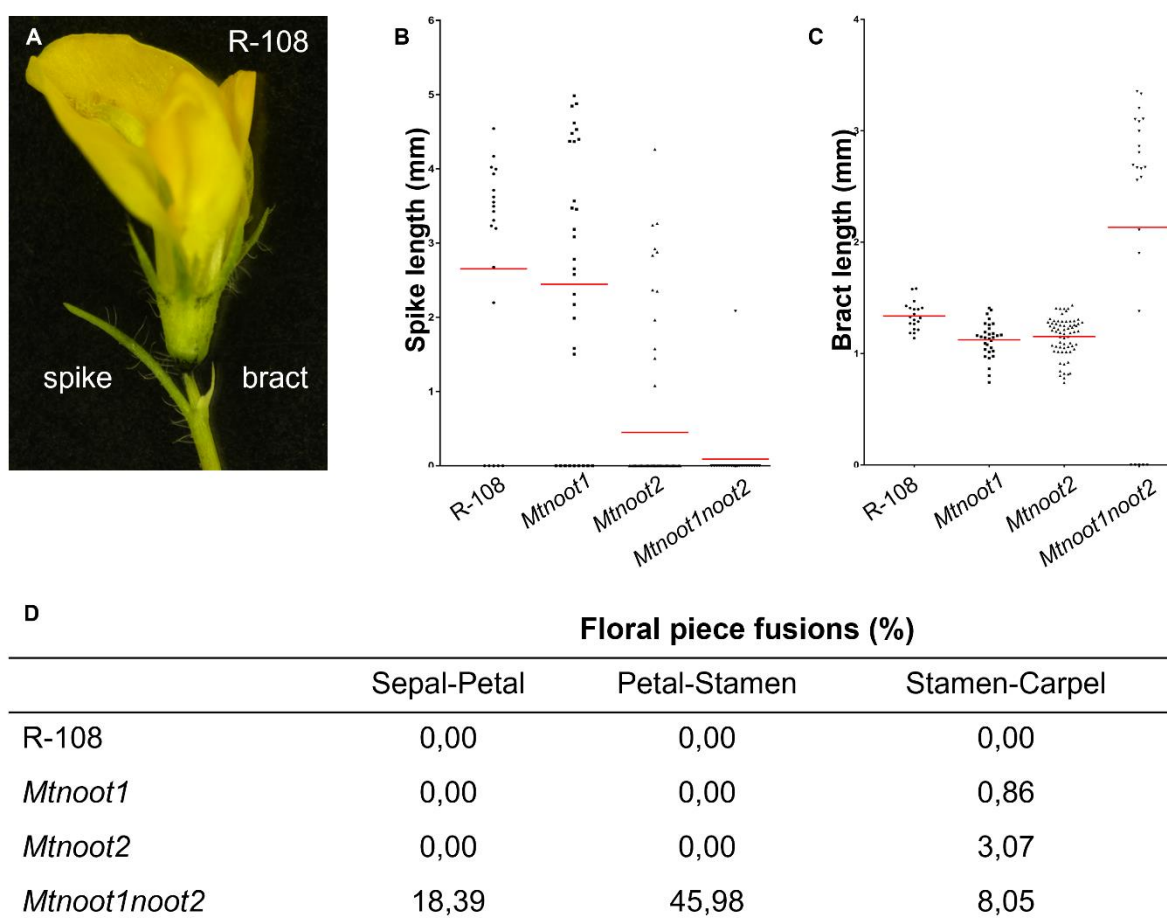 A
R-108
spike
bract
B
Spike length (mm)
6
5
4
3
2
1
0
R-108
Mtnoot1
Mtnoot2
Mtnoot1noot2
C
Bract length (mm)
4
3
2
1
0
R-108
Mtnoot1
Mtnoot2
Mtnoot1noot2
D
Floral piece fusions (%)
Sepal-Petal Petal-Stamen Stamen-Carpel
R-108 0,00 0,00 0,00
Mtnoot1 0,00 0,00 0,86
Mtnoot2 0,00 0,00 3,07
Mtnoot1noot2 18,39 45,98 8,05